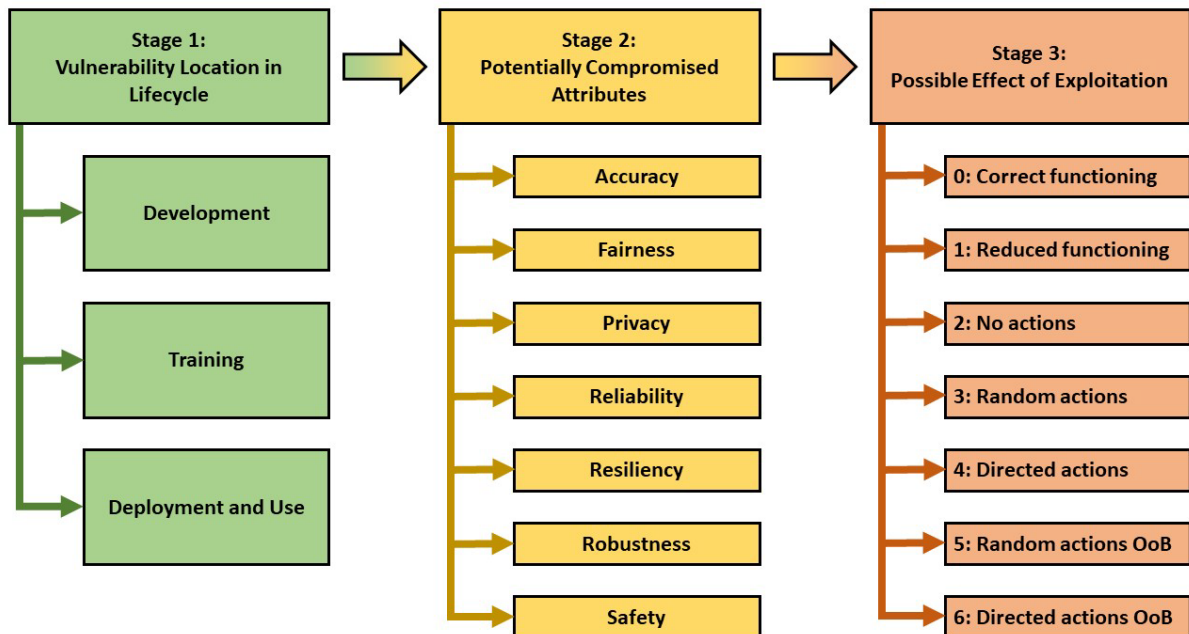 Stage 1:
Vulnerability Location in
Lifecycle
Development
Training
Deployment and Use
Stage 2:
Potentially Compromised
Attributes
Accuracy
Fairness
Privacy
Reliability
Resiliency
Robustness
Safety
Stage 3:
Possible Effect of Exploitation
0: Correct functioning
1: Reduced functioning
2: No actions
3: Random actions
4: Directed actions
5: Random actions OoB
6: Directed actions OoB